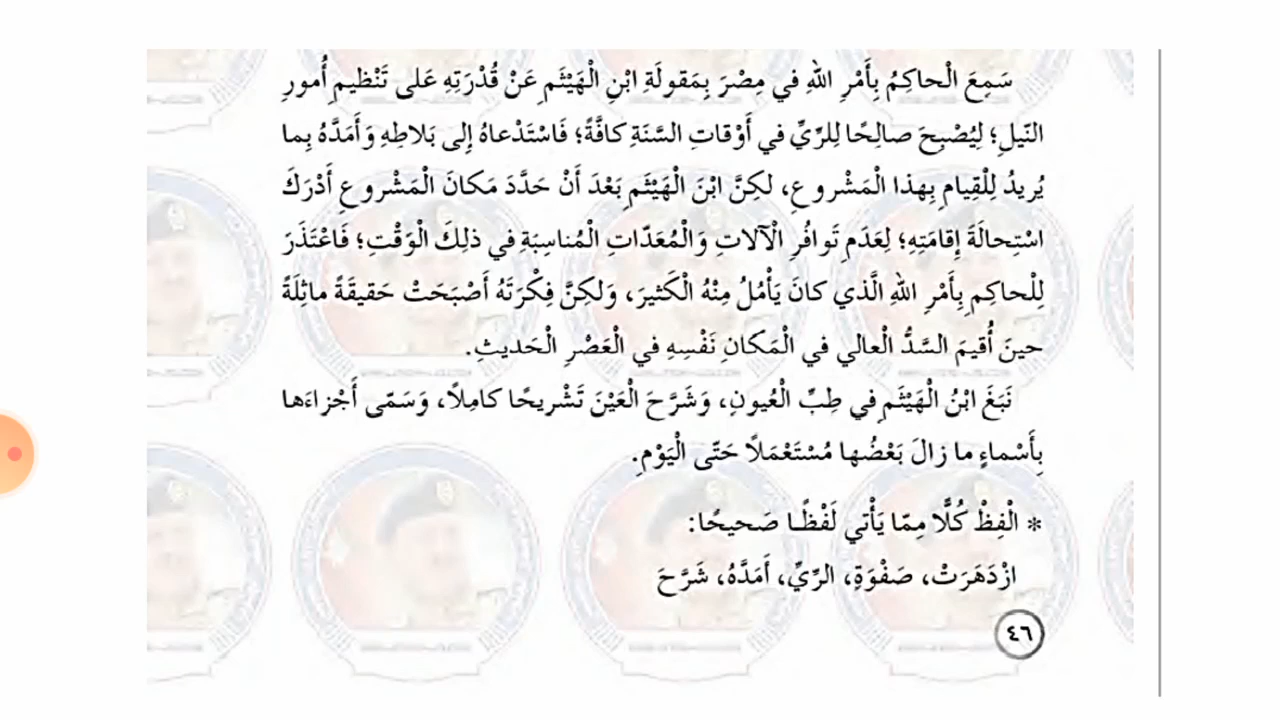 سَمِعَ الْحاكِمُ بِأَمْرِ اللهِ في مِصْرَ بِمَقولَةِ ابْنِ الْهَيْثَمِ عَنْ قُدْرَتِهِ عَلى تَنْظيمِ أُمورِ
النّيلِ؛ لِيُصْبِحَ صالِحًا لِلرِّيِّ في أَوْقاتِ السَّنَةِ كافَّةً؛ فَاسْتَدْعاهُ إِلى بَلاطِهِ وَأَمَدَّهُ بِما
يُريدُ لِلْقِيامِ بِهذا الْمَشْروعِ، لكِنَّ ابْنَ الْهَيْثَمِ بَعْدَ أَنْ حَدَّدَ مَكانَ الْمَشْروعِ أَدْرَكَ
اسْتِحالَةَ إِقامَتِهِ؛ لِعَدَمِ تَوافُرِ الْآلاتِ وَالْمُعَدّاتِ الْمُناسِبَةِ في ذلِكَ الْوَقْتِ؛ فَاعْتَذَرَ
لِلْحاكِمِ بِأَمْرِ اللهِ الَّذي كانَ يَأْمُلُ مِنْهُ الْكَثيرَ، وَلكِنَّ فِكْرَتَهُ أَصْبَحَتْ حَقيقَةً ماثِلَةً
حينَ أُقيمَ السَّدُّ الْعالي في الْمَكانِ نَفْسِهِ في الْعَصْرِ الْحَديثِ.
نَبَغَ ابْنُ الْهَيْثَمِ في طِبِّ الْعُيونِ، وَشَرَّحَ الْعَيْنَ تَشْريحًا كامِلًا، وَسَمّى أَجْزاءَها
بِأَسْماءٍ ما زالَ بَعْضُها مُسْتَعْمَلًا حَتّى الْيَوْمِ.
* الْفِظْ كُلًّا مِمّا يَأْتي لَفْظًا صَحيحًا:
ازْدَهَرَتْ، صَفْوَةِ، الرِّيِّ، أَمَدَّهُ، شَرَّحَ
٤٦